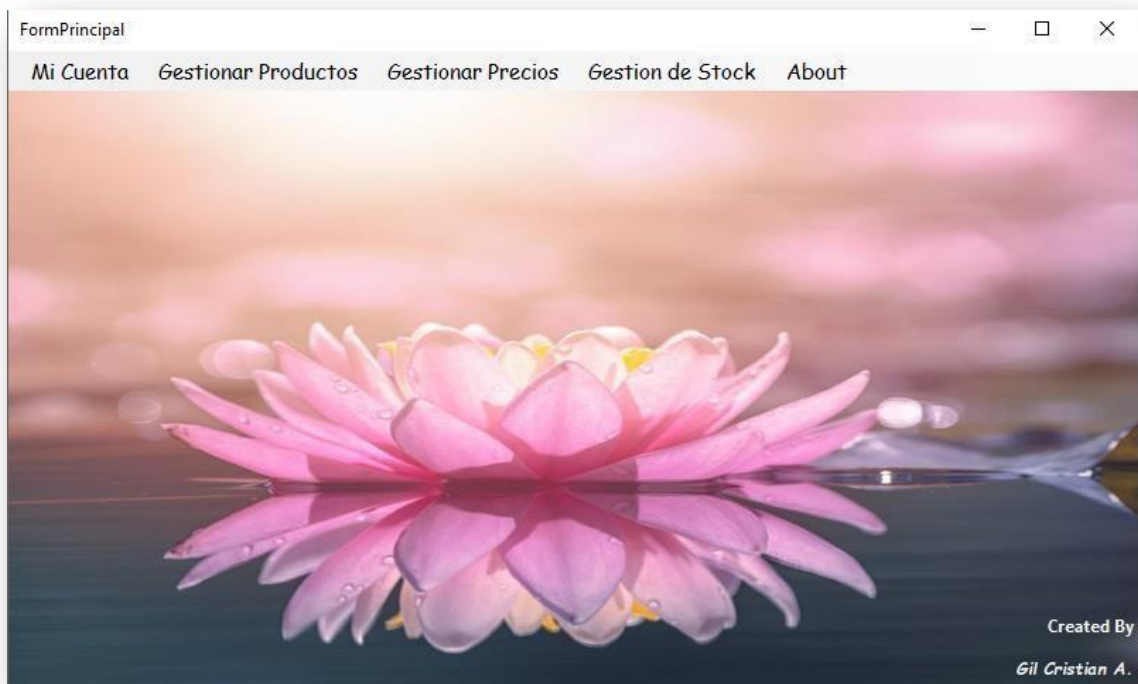 FormPrincipal
Mi Cuenta Gestionar Productos Gestionar Precios Gestion de Stock About
Created By
Gil Cristian A.